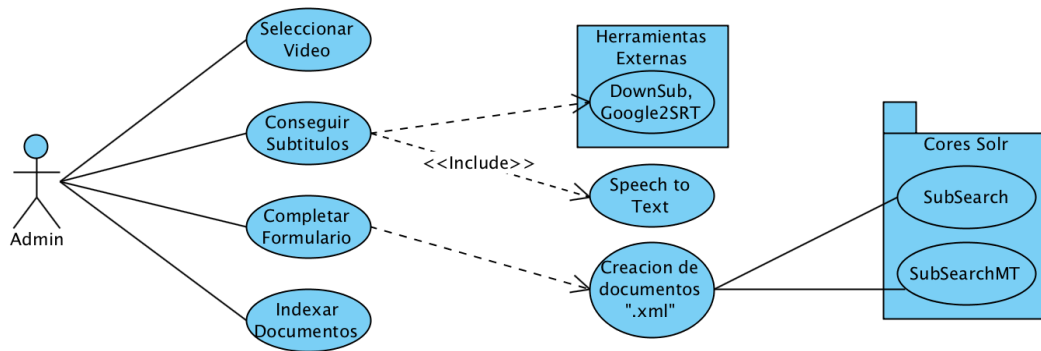 Seleccionar
Video
Herramientas
Externas
DownSub,
Google2SRT
Conseguir
Subtitulos
<<Include>>
Cores Solr
Speech to
Text
SubSearch
Admin
Completar
Formulario
Creacion de
documentos
".xml"
SubSearchMT
Indexar
Documentos